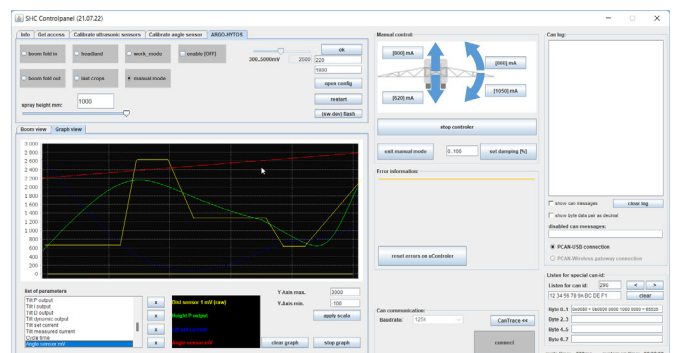 SHC Controlpanel (21.07.22)
Info
Get access
Calibrate ultrasonic sensors
Calibrate angle sensor
ARGO-HYTOS
boom fold in
headland
work_mode
enable [OFF]
306..5000mV
2000
220
ok
1000
open config
boom fold out
last crops
manual mode
restart
spray height mm:
1000
(sw dev) flash
Boom view
Graph view
3 000
2 800
2 600
2 400
2 200
2 000
1 800
1 600
1 400
1 200
1 000
800
600
400
200
0
list of parameters
Tilt P output
Tilt I output
Tilt D output
Tilt dynamic output
Tilt set current
Tilt measured current
Cycle time
Angle sensor mV
x
x
x
x
Dist sensor 1 mV (raw)
Height P output
Angle sensor mV
Y-Axis max.
3000
Y-Axis min.
-100
apply scale
clear graph
stop graph
Manual control:
[800] mA
[800] mA
[820] mA
[1050] mA
stop controler
exit manual mode
0.100
set damping [%]
Error information:
reset errors on uControler
Can communication:
Baudrate:
125k
CanTrace <<
connect
Can log:
show can messages
clear log
show byte data pair as decimal
disabled can messages:
PCAN-USB connection
PCAN-Wireless gateway connection
Listen for special can id:
Listen for can id:
200
<
>
12 34 56 78 9A BC DE F1
clear
Byte 0..1
Byte 2..3
Byte 4..5
Byte 6..7